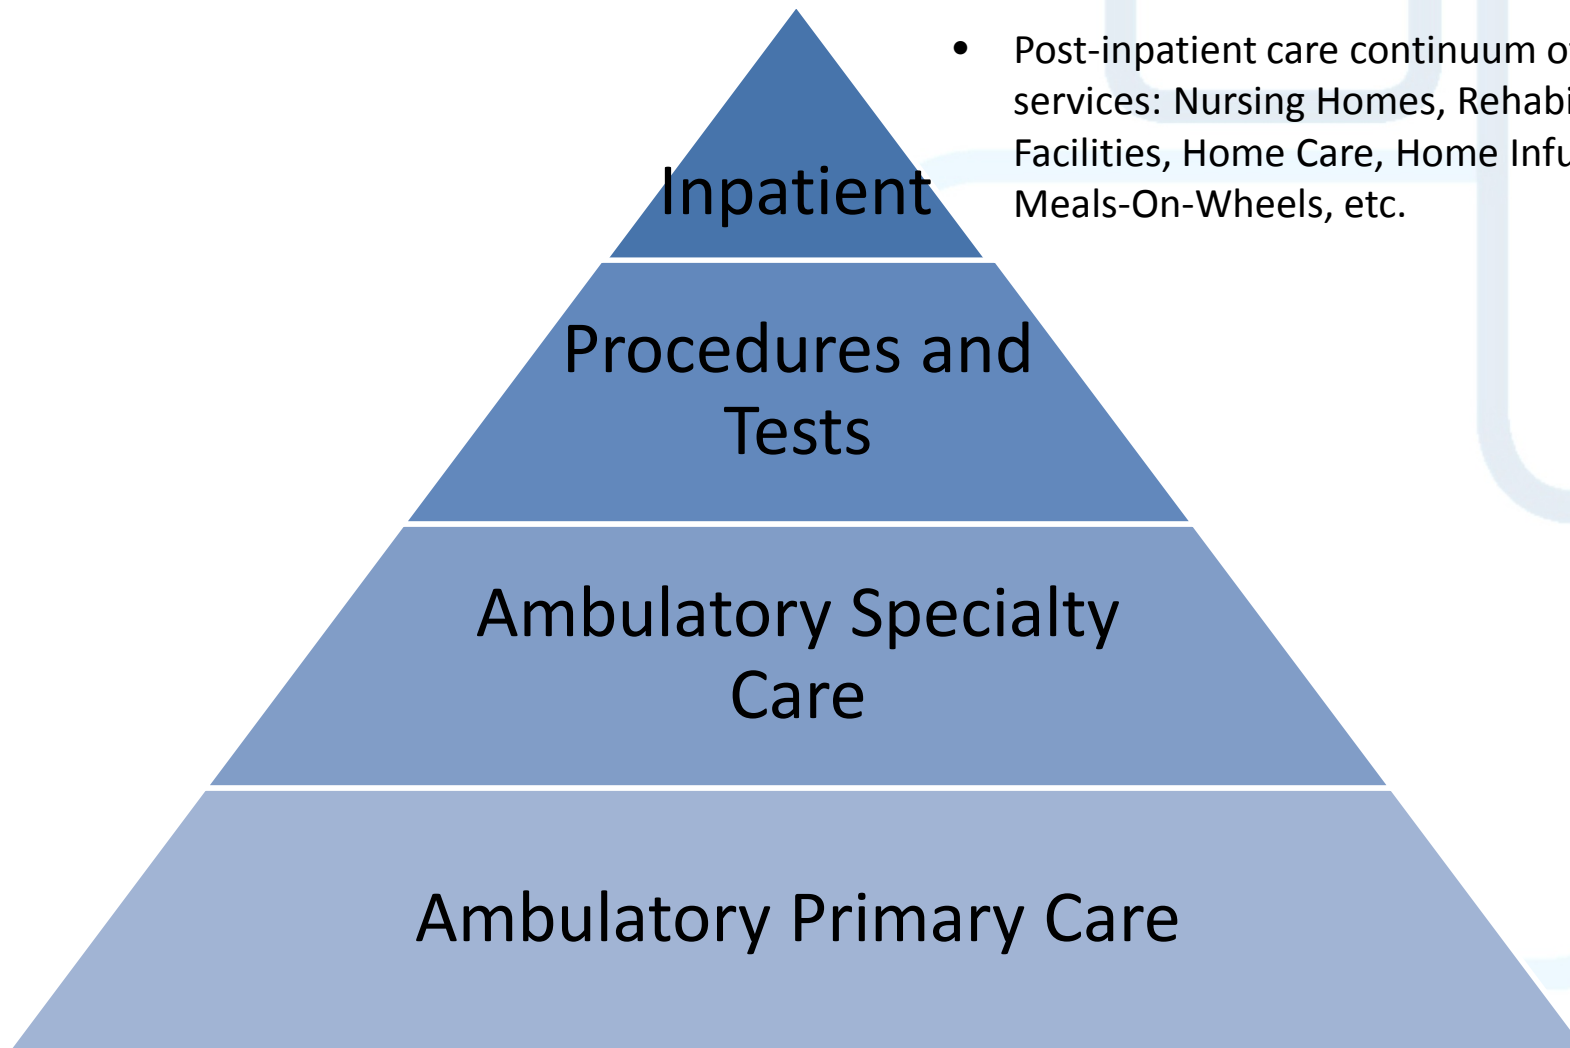 • Post-inpatient care continuum
services: Nursing Homes,
Facilities, Home Care, Home
Meals-On-Wheels, etc.
Inpatient
Procedures and
Tests
Ambulatory Specialty
Care
Ambulatory Primary Care